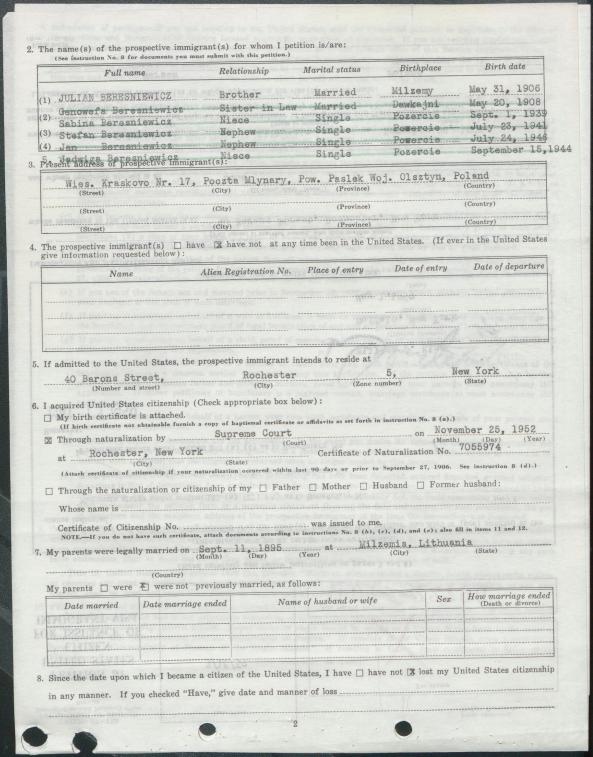 2. The name(s) of the prospective immigrant(s) for whom I petition is/are:
(See instruction No. 8 for documents you must submit with this petition.)
Full name Relationship Marital status Birthplace Birth date
(1) JULIAN BERESNIEWICZ Brother Married Milzemy May 31, 1906
Genowefa Beresniewicz Sister in Law Married Dawkajni May 20, 1908
(2) Sabina Beresniewicz Niece Single Pozercie Sept. 1, 1939
(3) Stefan Beresniewicz Nephew Single Powercie July 23, 1941
(4) Jan Beresniewicz Nephew Single Pozercie July 24, 1946
5. Jadwiga Beresniewicz Niece Single Pozercie September 15,1944
3. Present address of prospective immigrant(s):
Wies. Kraskovo Nr. 17, Poczta Mlynary, Pow. Paslek Woj. Olsztyn, Poland
(Street) (City) (Province) (Country)
(Street) (City) (Province) (Country)
(Street) (City) (Province) (Country)
4. The prospective immigrant(s) ☐ have ☒ have not at any time been in the United States. (If ever in the United States
give information requested below):
Name Alien Registration No. Place of entry Date of entry Date of departure
5. If admitted to the United States, the prospective immigrant intends to reside at
40 Barons Street, Rochester 5, New York
(Number and street) (City) (Zone number) (State)
6. I acquired United States citizenship (Check appropriate box below):
☐ My birth certificate is attached.
(If birth certificate not obtainable furnish a copy of baptismal certificate or affidavits as set forth in instruction No. 8 (a).)
☒ Through naturalization by Supreme Court on November 25, 1952
(Court) (Month) (Day) (Year)
at Rochester, New York Certificate of Naturalization No. 7055974
(City) (State)
(Attach certificate of citizenship if your naturalization occurred within last 90 days or prior to September 27, 1906. See instruction 8 (d).)
☐ Through the naturalization or citizenship of my ☐ Father ☐ Mother ☐ Husband ☐ Former husband:
Whose name is
Certificate of Citizenship No. was issued to me.
NOTE.—If you do not have such certificate, attach documents according to instructions No. 8 (b), (c), (d), and (e); also fill in items 11 and 12.
7. My parents were legally married on Sept. 11, 1895 at Milzemis, Lithuania
(Month) (Day) (Year) (City) (State)
(Country)
My parents ☐ were ☒ were not previously married, as follows:
Date married Date marriage ended Name of husband or wife Sex How marriage ended
(Death or divorce)
8. Since the date upon which I became a citizen of the United States, I have ☐ have not ☒ lost my United States citizenship
in any manner. If you checked "Have," give date and manner of loss
2